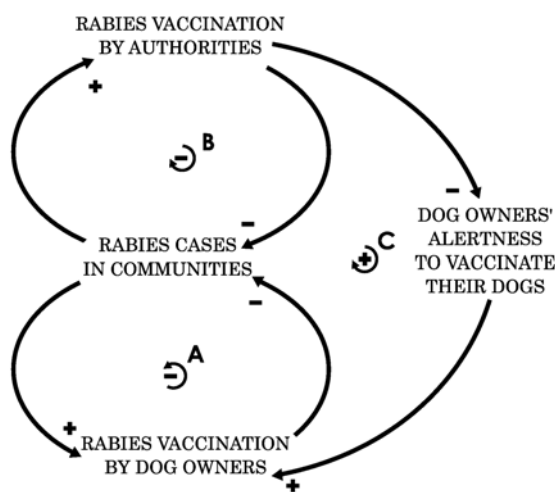 RABIES VACCINATION
BY AUTHORITIES
+
- B
-
-
DOG OWNERS'
ALERTNESS
TO VACCINATE
THEIR DOGS
RABIES CASES
IN COMMUNITIES
+ C
-
- A
+
RABIES VACCINATION
BY DOG OWNERS
+